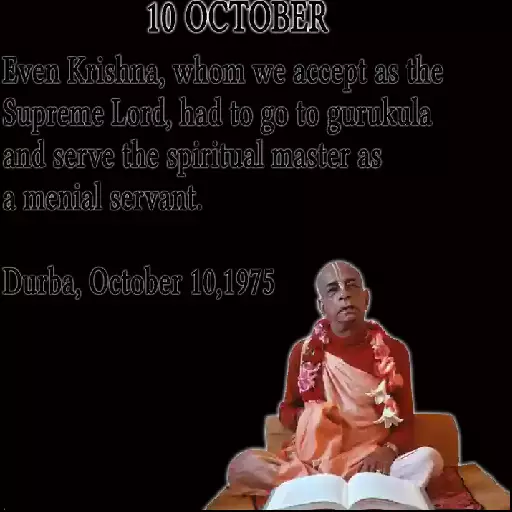 10 OCTOBER
Even Krishna, whom we accept as the
Supreme Lord, had to go to gurukula
and serve the spiritual master as
a menial servant.
Durba, October 10,1975